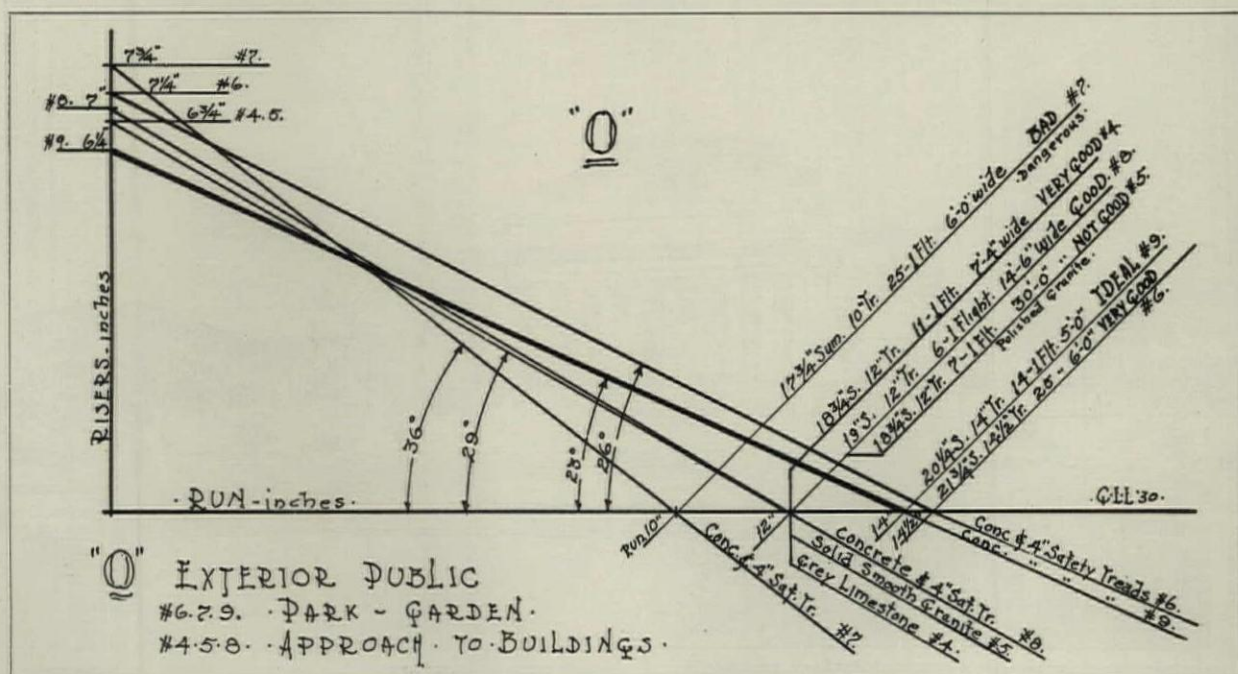 7¾" #7.
7¼" #6.
#8. 7"
6¾" #4.5.
#9. 6¼"
"O"
RISERS-inches
36°
29°
23°
26°
·RUN-inches·
17¾" Sum. 10" Tr. 25-1 Flt. 6'-0" wide BAD #7.
·Dangerous·
18¾" S. 12" Tr. 11-1 Flt. 7'-4" wide VERY GOOD #4.
19" S. 12" Tr. 6-1 Flight. 14'-6" wide GOOD. #8.
18¾" S. 12" Tr. 7-1 Flt. 30'-0" " NOT GOOD #5.
Polished Granite.
20¼" S. 14" Tr. 14-1 Flt. 5'-0" IDEAL #9.
21¾" S. 14½" Tr. 25 - 6'-0" VERY GOOD
#6.
G.L.L.'30.
Run 10"
12"
14"
14½"
Conc. & 4" Sat. Tr. #7.
Concrete & 4" Sat. Tr. #8.
Solid Smooth Granite #5.
Grey Limestone #4.
Conc. & 4" Safety Treads #6.
Conc. " " " #9.
"O" EXTERIOR PUBLIC
#6.7.9. ·PARK - GARDEN·
#4·5·8· ·APPROACH·TO·BUILDINGS·